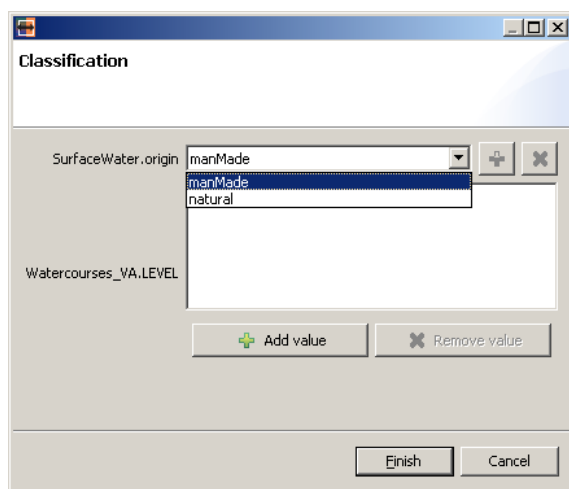 Classification
SurfaceWater.origin manMade
manMade
natural
Watercourses_VA.LEVEL
Add value Remove value
Finish Cancel